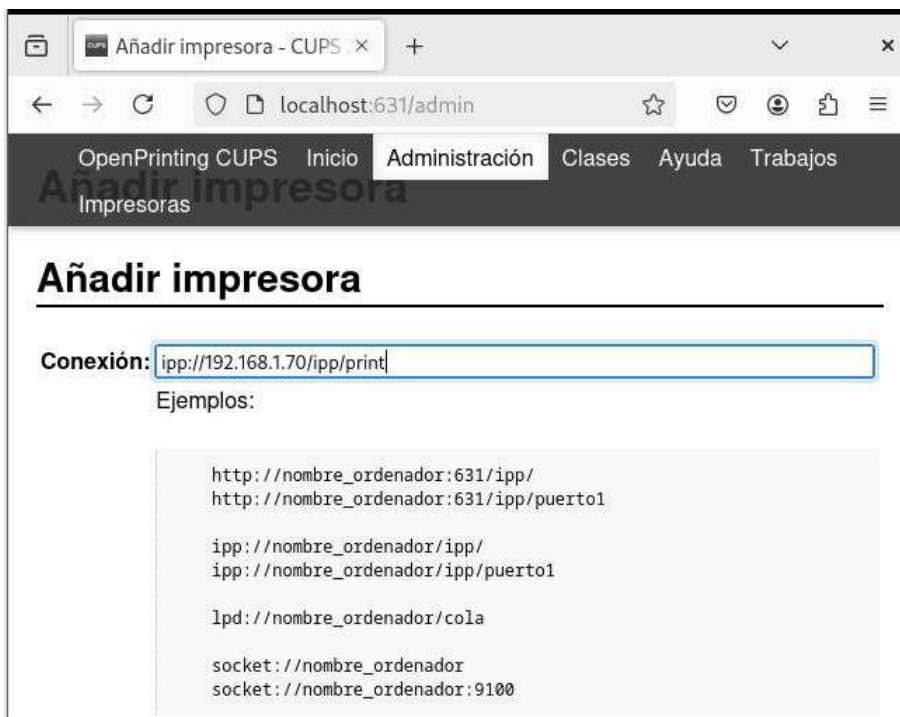 Añadir impresora - CUPS
localhost:631/admin
OpenPrinting CUPS Inicio Administración Clases Ayuda Trabajos
Impresoras
Añadir impresora
Añadir impresora
Conexión: ipp://192.168.1.70/ipp/print
Ejemplos:
http://nombre_ordenador:631/ipp/
http://nombre_ordenador:631/ipp/puerto1
ipp://nombre_ordenador/ipp/
ipp://nombre_ordenador/ipp/puerto1
lpd://nombre_ordenador/cola
socket://nombre_ordenador
socket://nombre_ordenador:9100